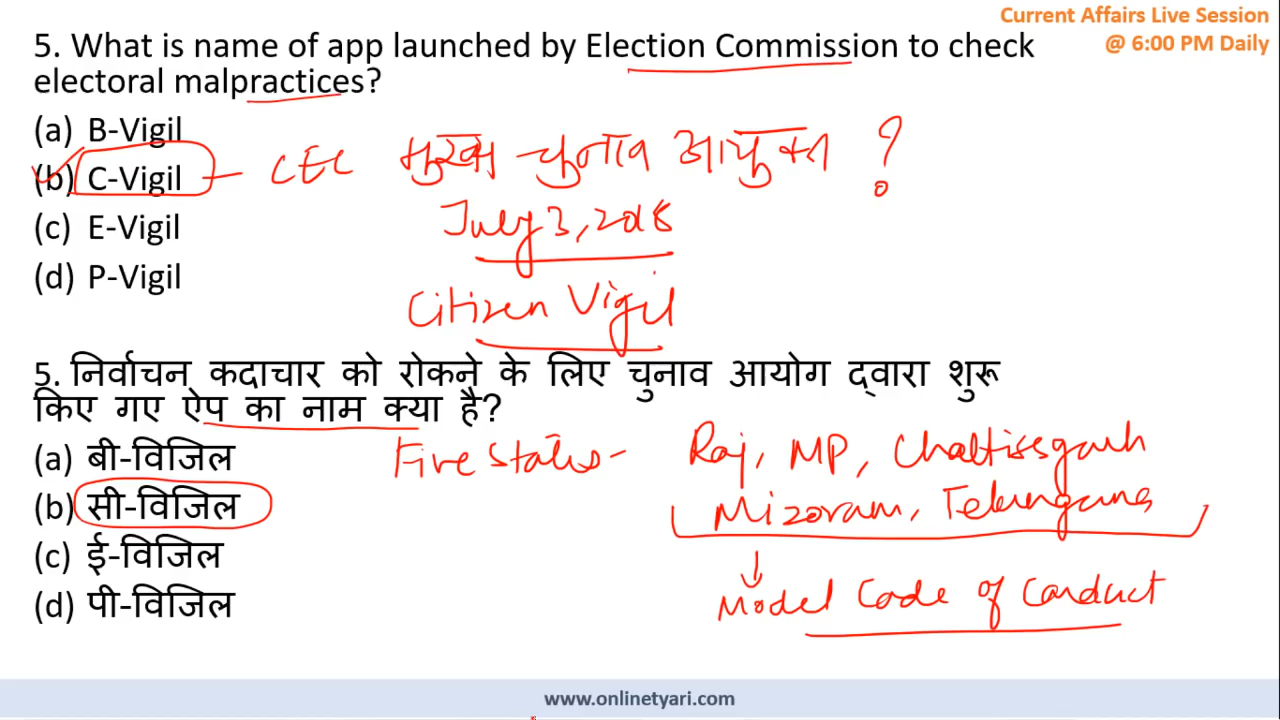 Current Affairs Live Session
@ 6:00 PM Daily
5. What is name of app launched by Election Commission to check
electoral malpractices?
(a) B-Vigil
(b) C-Vigil – CEC मुख्य चुनाव आयुक्त ?
July 3, 2018
(c) E-Vigil
(d) P-Vigil
Citizen Vigil
5. निर्वाचन कदाचार को रोकने के लिए चुनाव आयोग द्वारा शुरू
किए गए ऐप का नाम क्या है?
(a) बी-विजिल
Five States – Raj, MP, Chattisgarh
(b) सी-विजिल
Mizoram, Telungana
(c) ई-विजिल
(d) पी-विजिल
Model Code of Conduct
www.onlinetyari.com